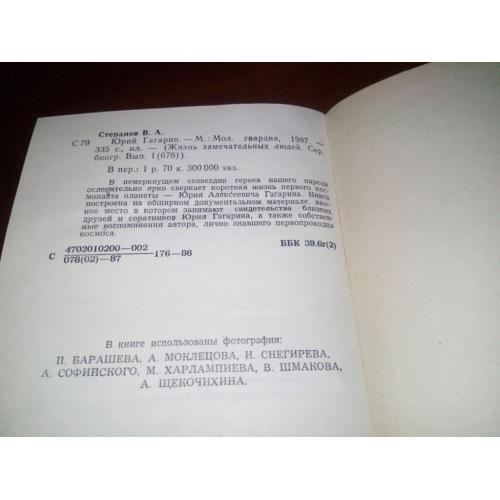 Степанов В. А.
С 79 Юрий Гагарин. — М.: Мол. гвардия, 1987. —
335 с., ил. — (Жизнь замечательных людей. Сер.
биогр. Вып. 1(676)).
В пер.: 1 р. 70 к. 300 000 экз.
В немеркнущем созвездии героев нашего народа
ослепительно ярко сверкает короткая жизнь первого кос-
монавта планеты — Юрия Алексеевича Гагарина. Книга
построена на обширном документальном материале, важ-
ное место в котором занимают свидетельства близких,
друзей и соратников Юрия Гагарина, а также собствен-
ные воспоминания автора, лично знавшего первопроходца
космоса.
С 4702010200—002
078(02)—87 176—86
ББК 39.6г(2)
В книге использованы фотографии:
П. БАРАШЕВА, А. МОКЛЕЦОВА, И. СНЕГИРЕВА,
А. СОФИЙСКОГО, М. ХАРЛАМПИЕВА, В. ШМАКОВА,
А. ЩЕКОЧИХИНА.